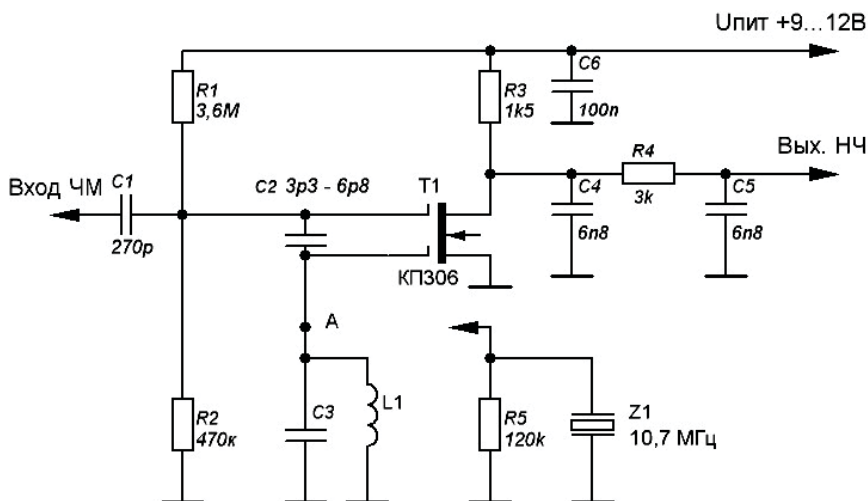 Uпит +9...12В
R1
3,6М
R3
1k5
C6
100n
Вых. НЧ
R4
3k
Вход ЧМ
C1
270p
C2 3p3 - 6p8
T1
C4
6n8
C5
6n8
КП306
A
R2
470к
C3
L1
R5
120k
Z1
10,7 МГц